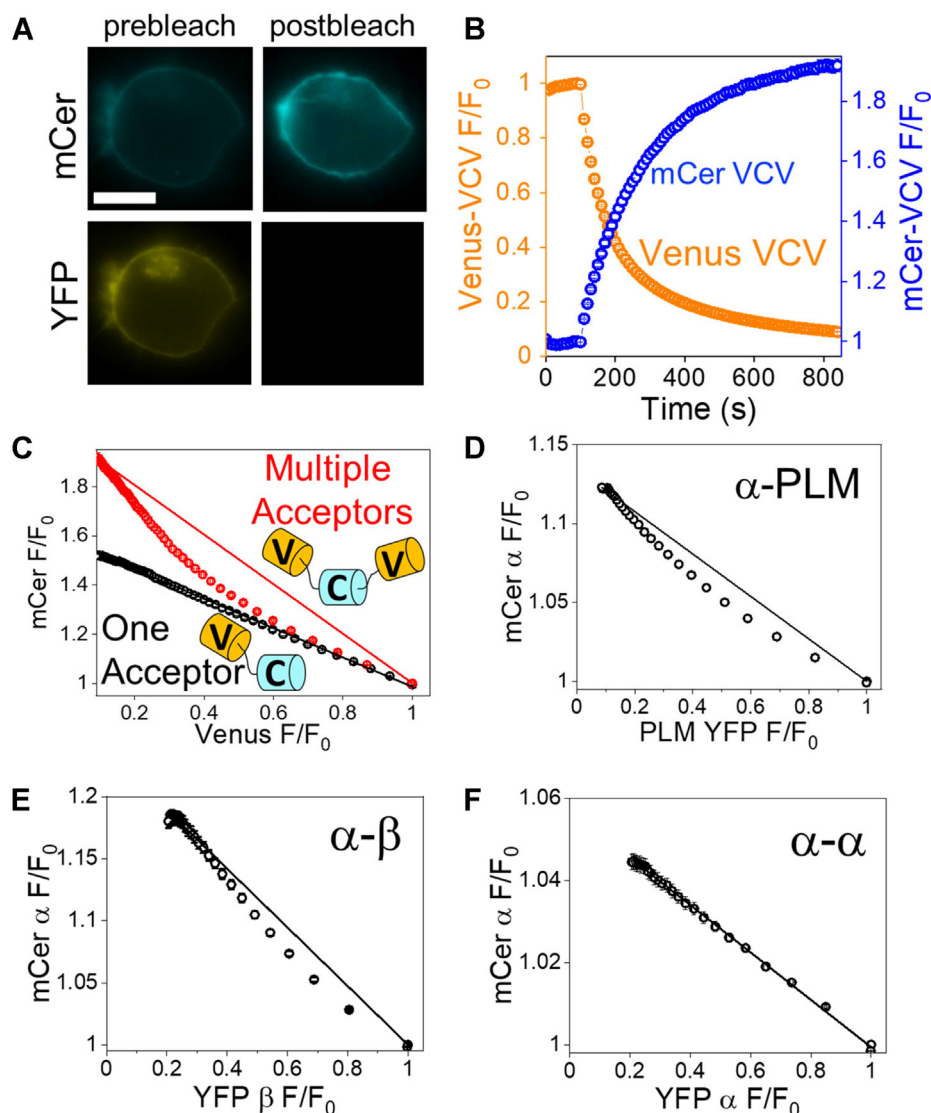 A
prebleach
postbleach
mCer
YFP
B
Venus-VCV F/F₀
1
0.8
0.6
0.4
0.2
0
mCer VCV
Venus VCV
1.8
1.6
1.4
1.2
1
mCer-VCV F/F₀
0 200 400 600 800
Time (s)
C
mCer F/F₀
1.8
1.6
1.4
1.2
1
Multiple
Acceptors
V C V
One
Acceptor
V C
0.2 0.4 0.6 0.8 1
Venus F/F₀
D
mCer α F/F₀
1.15
1.1
1.05
1
α-PLM
0 0.2 0.4 0.6 0.8 1
PLM YFP F/F₀
E
mCer α F/F₀
1.2
1.15
1.1
1.05
1
α-β
0 0.2 0.4 0.6 0.8 1
YFP β F/F₀
F
mCer α F/F₀
1.06
1.04
1.02
1
α-α
0 0.2 0.4 0.6 0.8 1
YFP α F/F₀